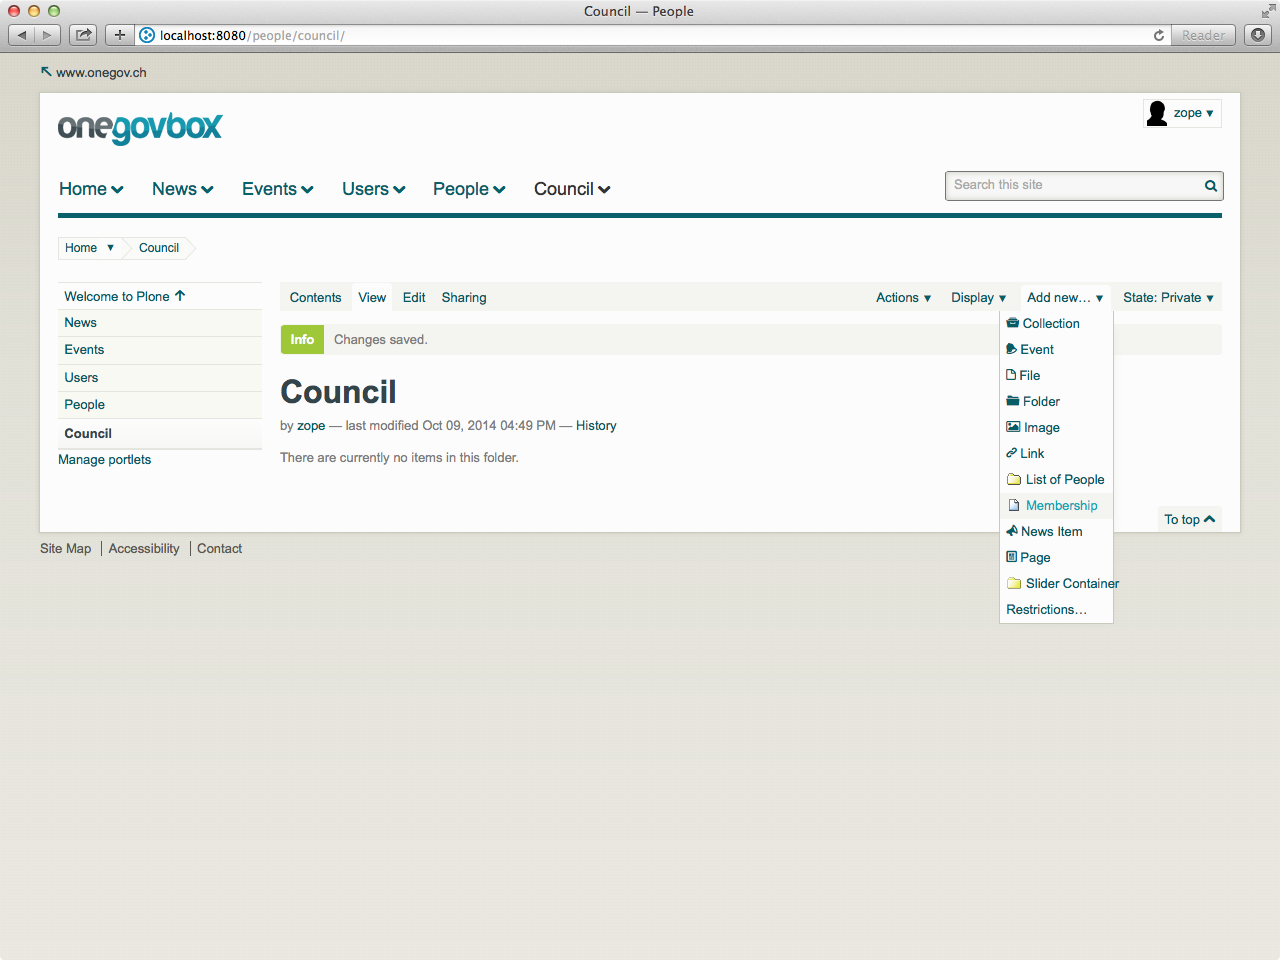 Council — People
localhost:8080/people/council/
Reader
www.onegov.ch
onegovbox
zope
Home News Events Users People Council
Search this site
Home Council
Welcome to Plone
News
Events
Users
People
Council
Manage portlets
Contents View Edit Sharing
Actions Display Add new… State: Private
Info Changes saved.
Council
by zope — last modified Oct 09, 2014 04:49 PM — History
There are currently no items in this folder.
Collection
Event
File
Folder
Image
Link
List of People
Membership
News Item
Page
Slider Container
Restrictions…
To top
Site Map Accessibility Contact